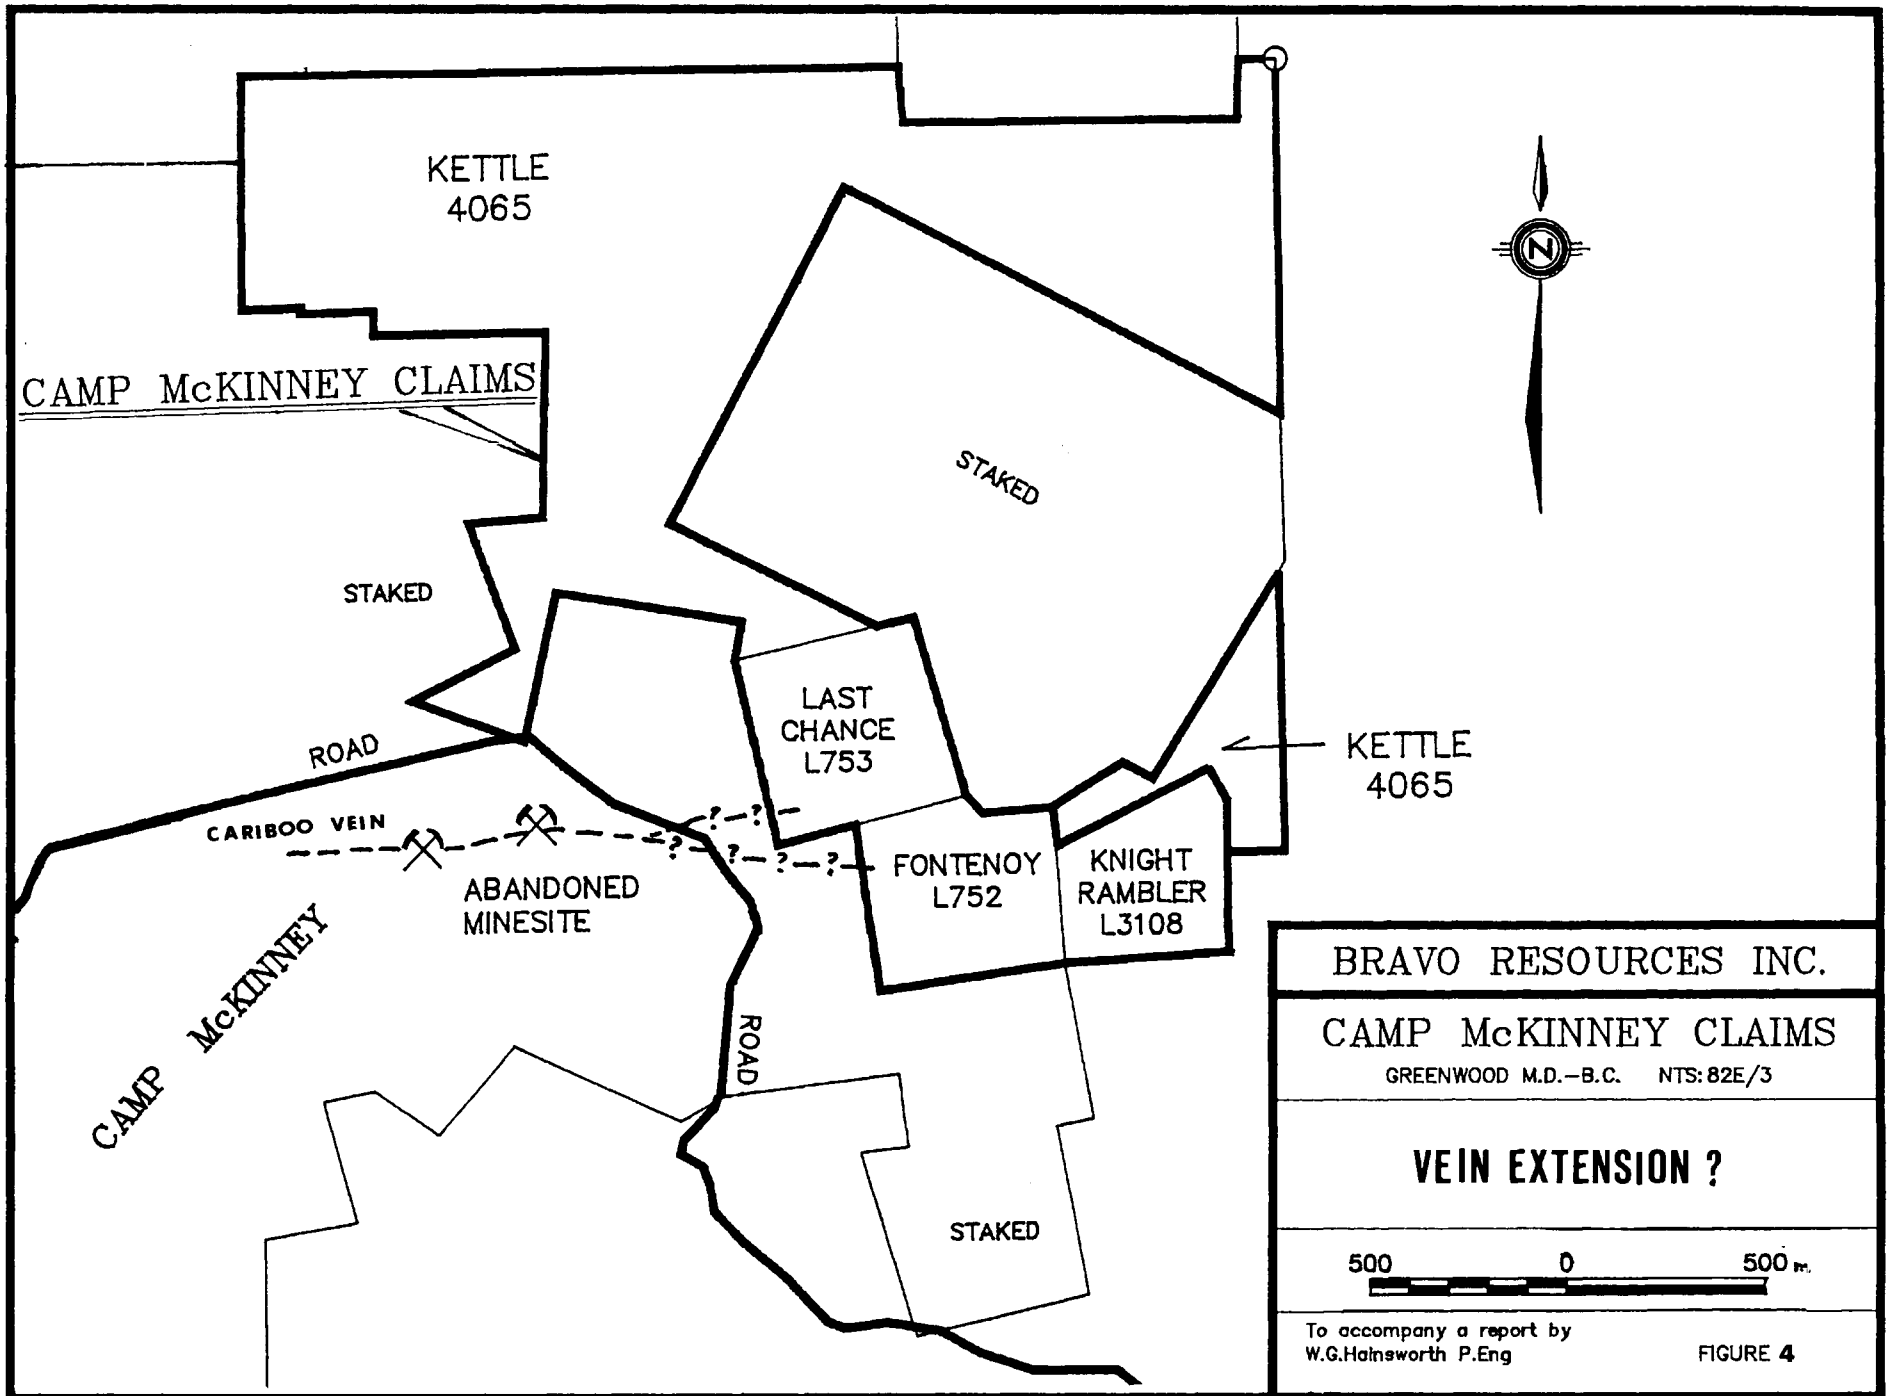 KETTLE
4065
N
CAMP McKINNEY CLAIMS
STAKED
STAKED
LAST
CHANCE
L753
ROAD
KETTLE
4065
CARIBOO VEIN
? ?
? ? ? ?
ABANDONED
MINESITE
FONTENOY
L752
KNIGHT
RAMBLER
L3108
CAMP McKINNEY
ROAD
STAKED
BRAVO RESOURCES INC.
CAMP McKINNEY CLAIMS
GREENWOOD M.D.-B.C. NTS: 82E/3
VEIN EXTENSION ?
500 0 500 m.
To accompany a report by
W.G.Hainsworth P.Eng
FIGURE 4